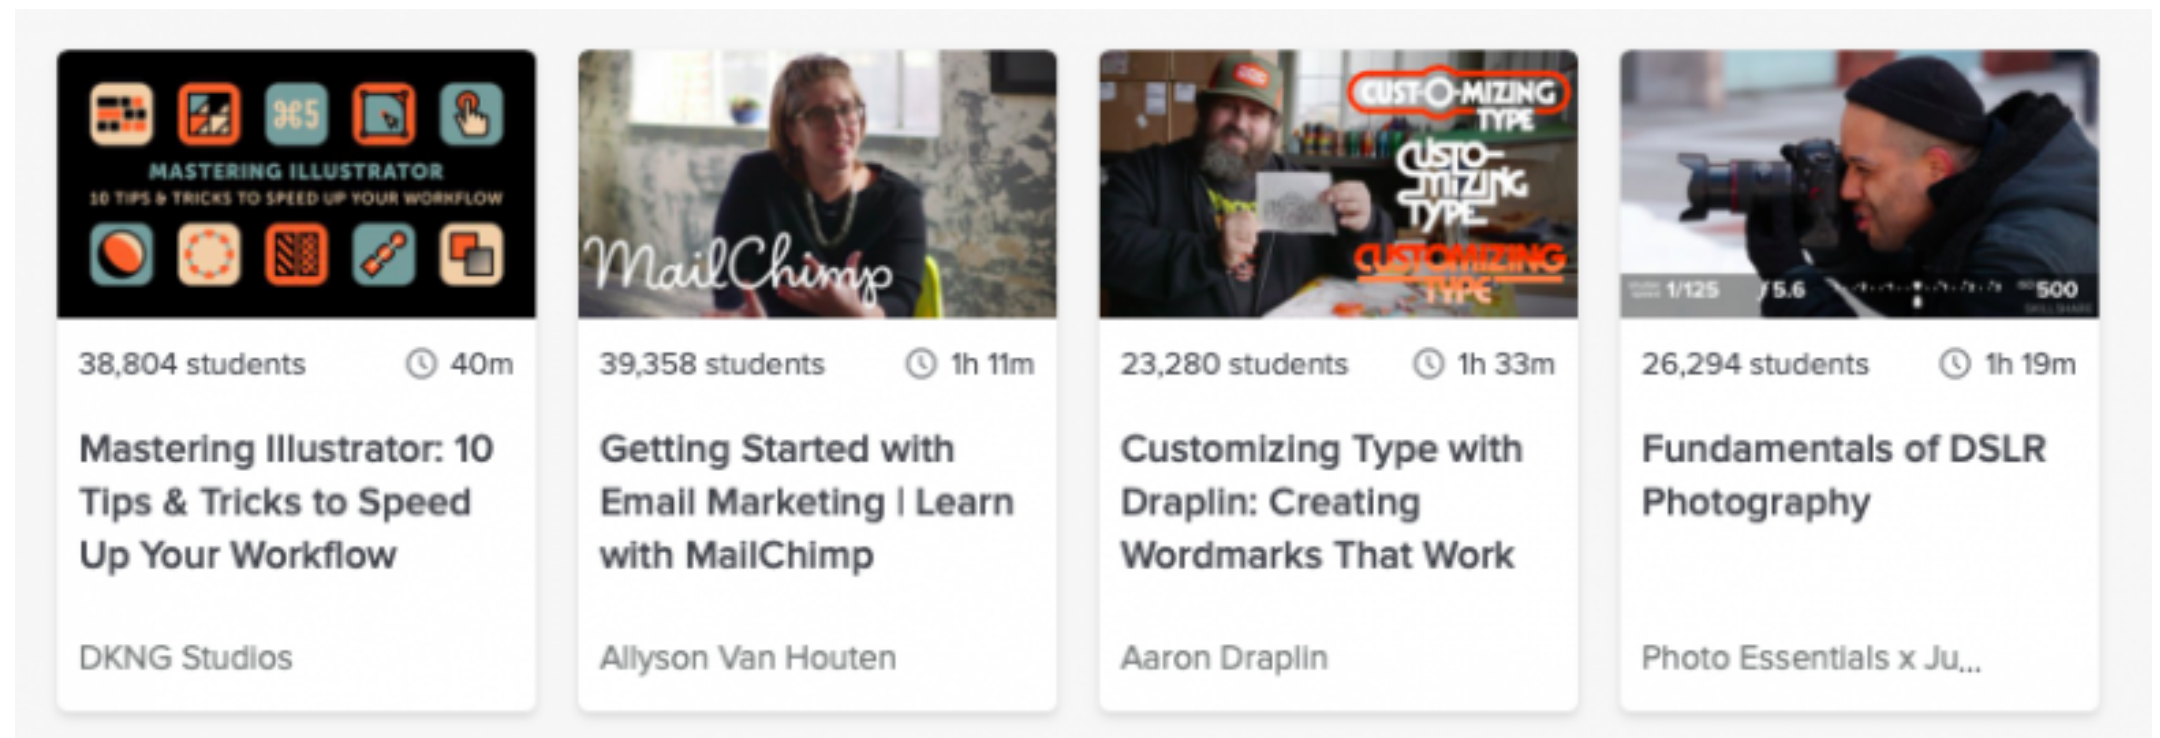 ⌘5
MASTERING ILLUSTRATOR
10 TIPS & TRICKS TO SPEED UP YOUR WORKFLOW
38,804 students 40m
Mastering Illustrator: 10
Tips & Tricks to Speed
Up Your Workflow
DKNG Studios
MailChimp
39,358 students 1h 11m
Getting Started with
Email Marketing | Learn
with MailChimp
Allyson Van Houten
CUST-O-MIZING
TYPE
CUSTO-
MIZING
TYPE
CUSTOMIZING
TYPE
23,280 students 1h 33m
Customizing Type with
Draplin: Creating
Wordmarks That Work
Aaron Draplin
1/125 f5.6 ISO 500
SKILLSHARE
26,294 students 1h 19m
Fundamentals of DSLR
Photography
Photo Essentials x Ju...